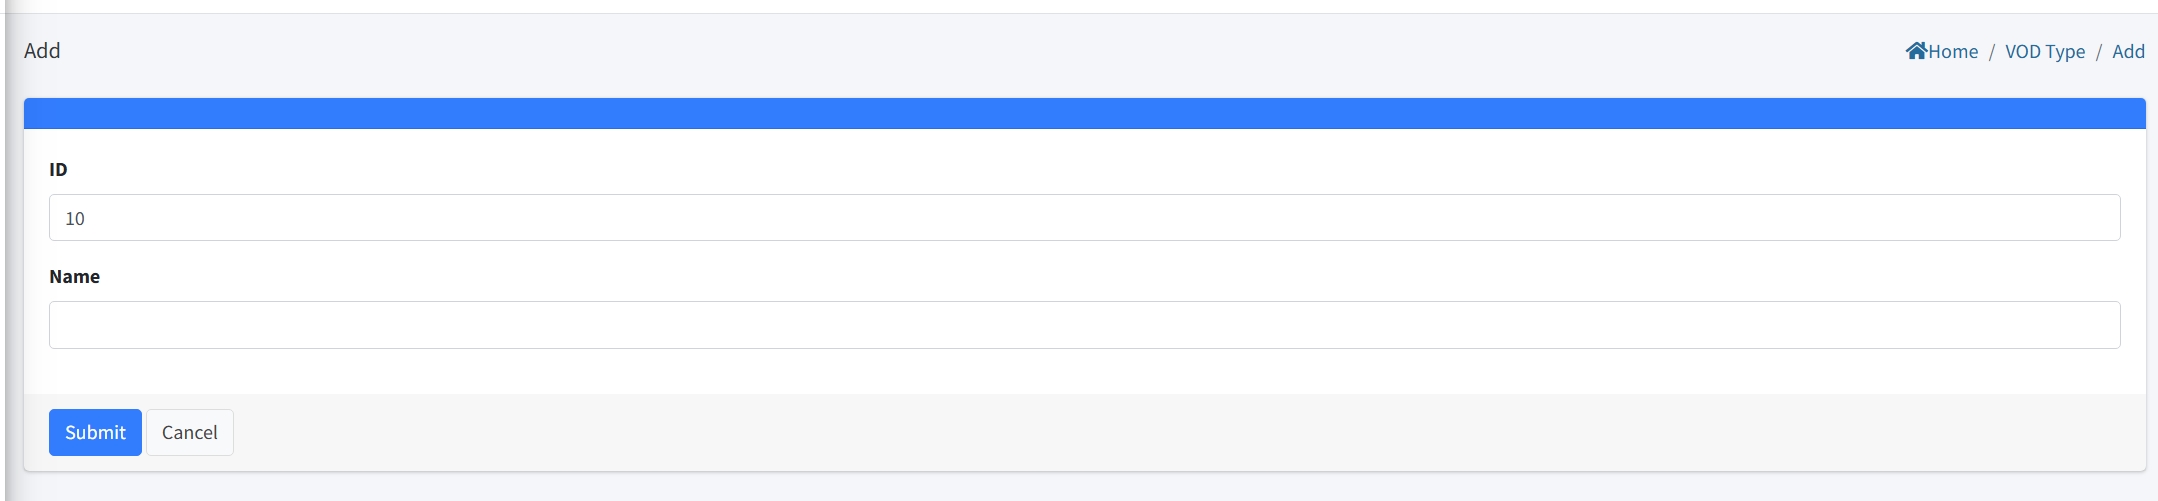 Add
Home / VOD Type / Add
ID
10
Name
Submit
Cancel